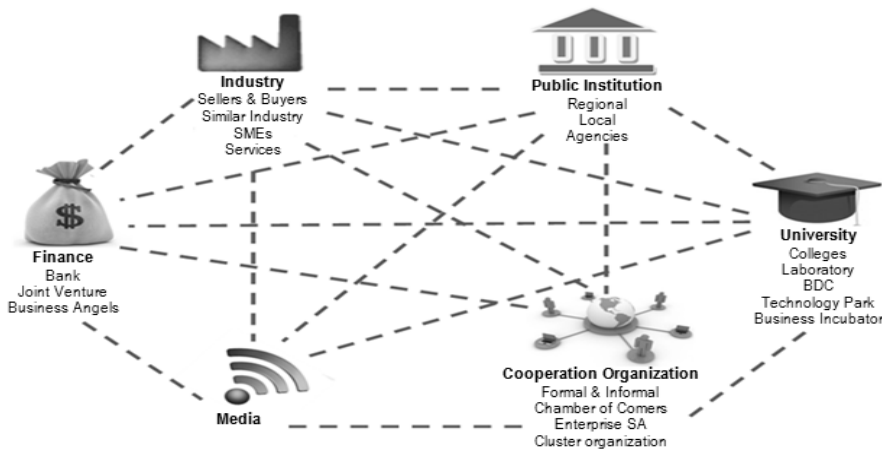 Industry
Sellers & Buyers
Similar Industry
SMEs
Services
Public Institution
Regional
Local
Agencies
$
Finance
Bank
Joint Venture
Business Angels
University
Colleges
Laboratory
BDC
Technology Park
Business Incubator
Media
Cooperation Organization
Formal & Informal
Chamber of Comers
Enterprise SA
Cluster organization